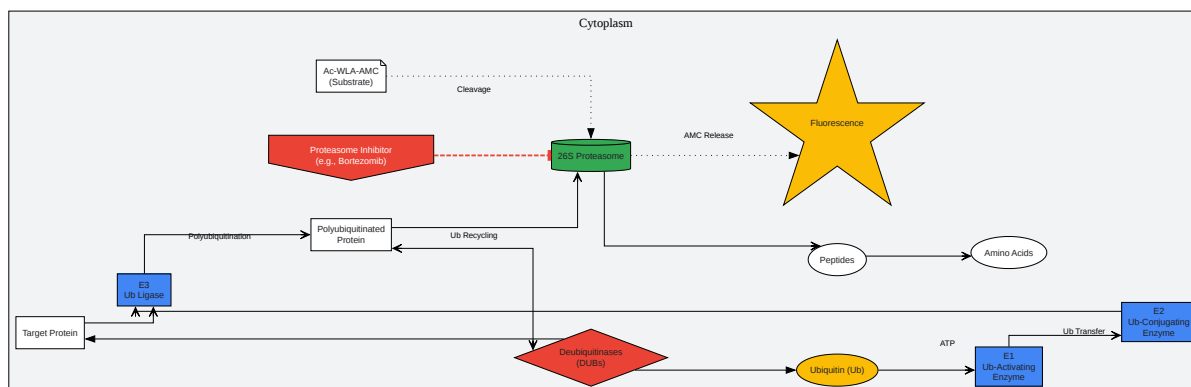 Cytoplasm
Ac-WLA-AMC
(Substrate)
Cleavage
Fluorescence
AMC Release
Proteasome Inhibitor
(e.g., Bortezomib)
26S Proteasome
Polyubiquitination
Polyubiquitinated
Protein
Ub Recycling
Peptides
Amino Acids
E3
Ub Ligase
Target Protein
Deubiquitinases
(DUBs)
Ubiquitin (Ub)
ATP
E1
Ub-Activating
Enzyme
Ub Transfer
E2
Ub-Conjugating
Enzyme